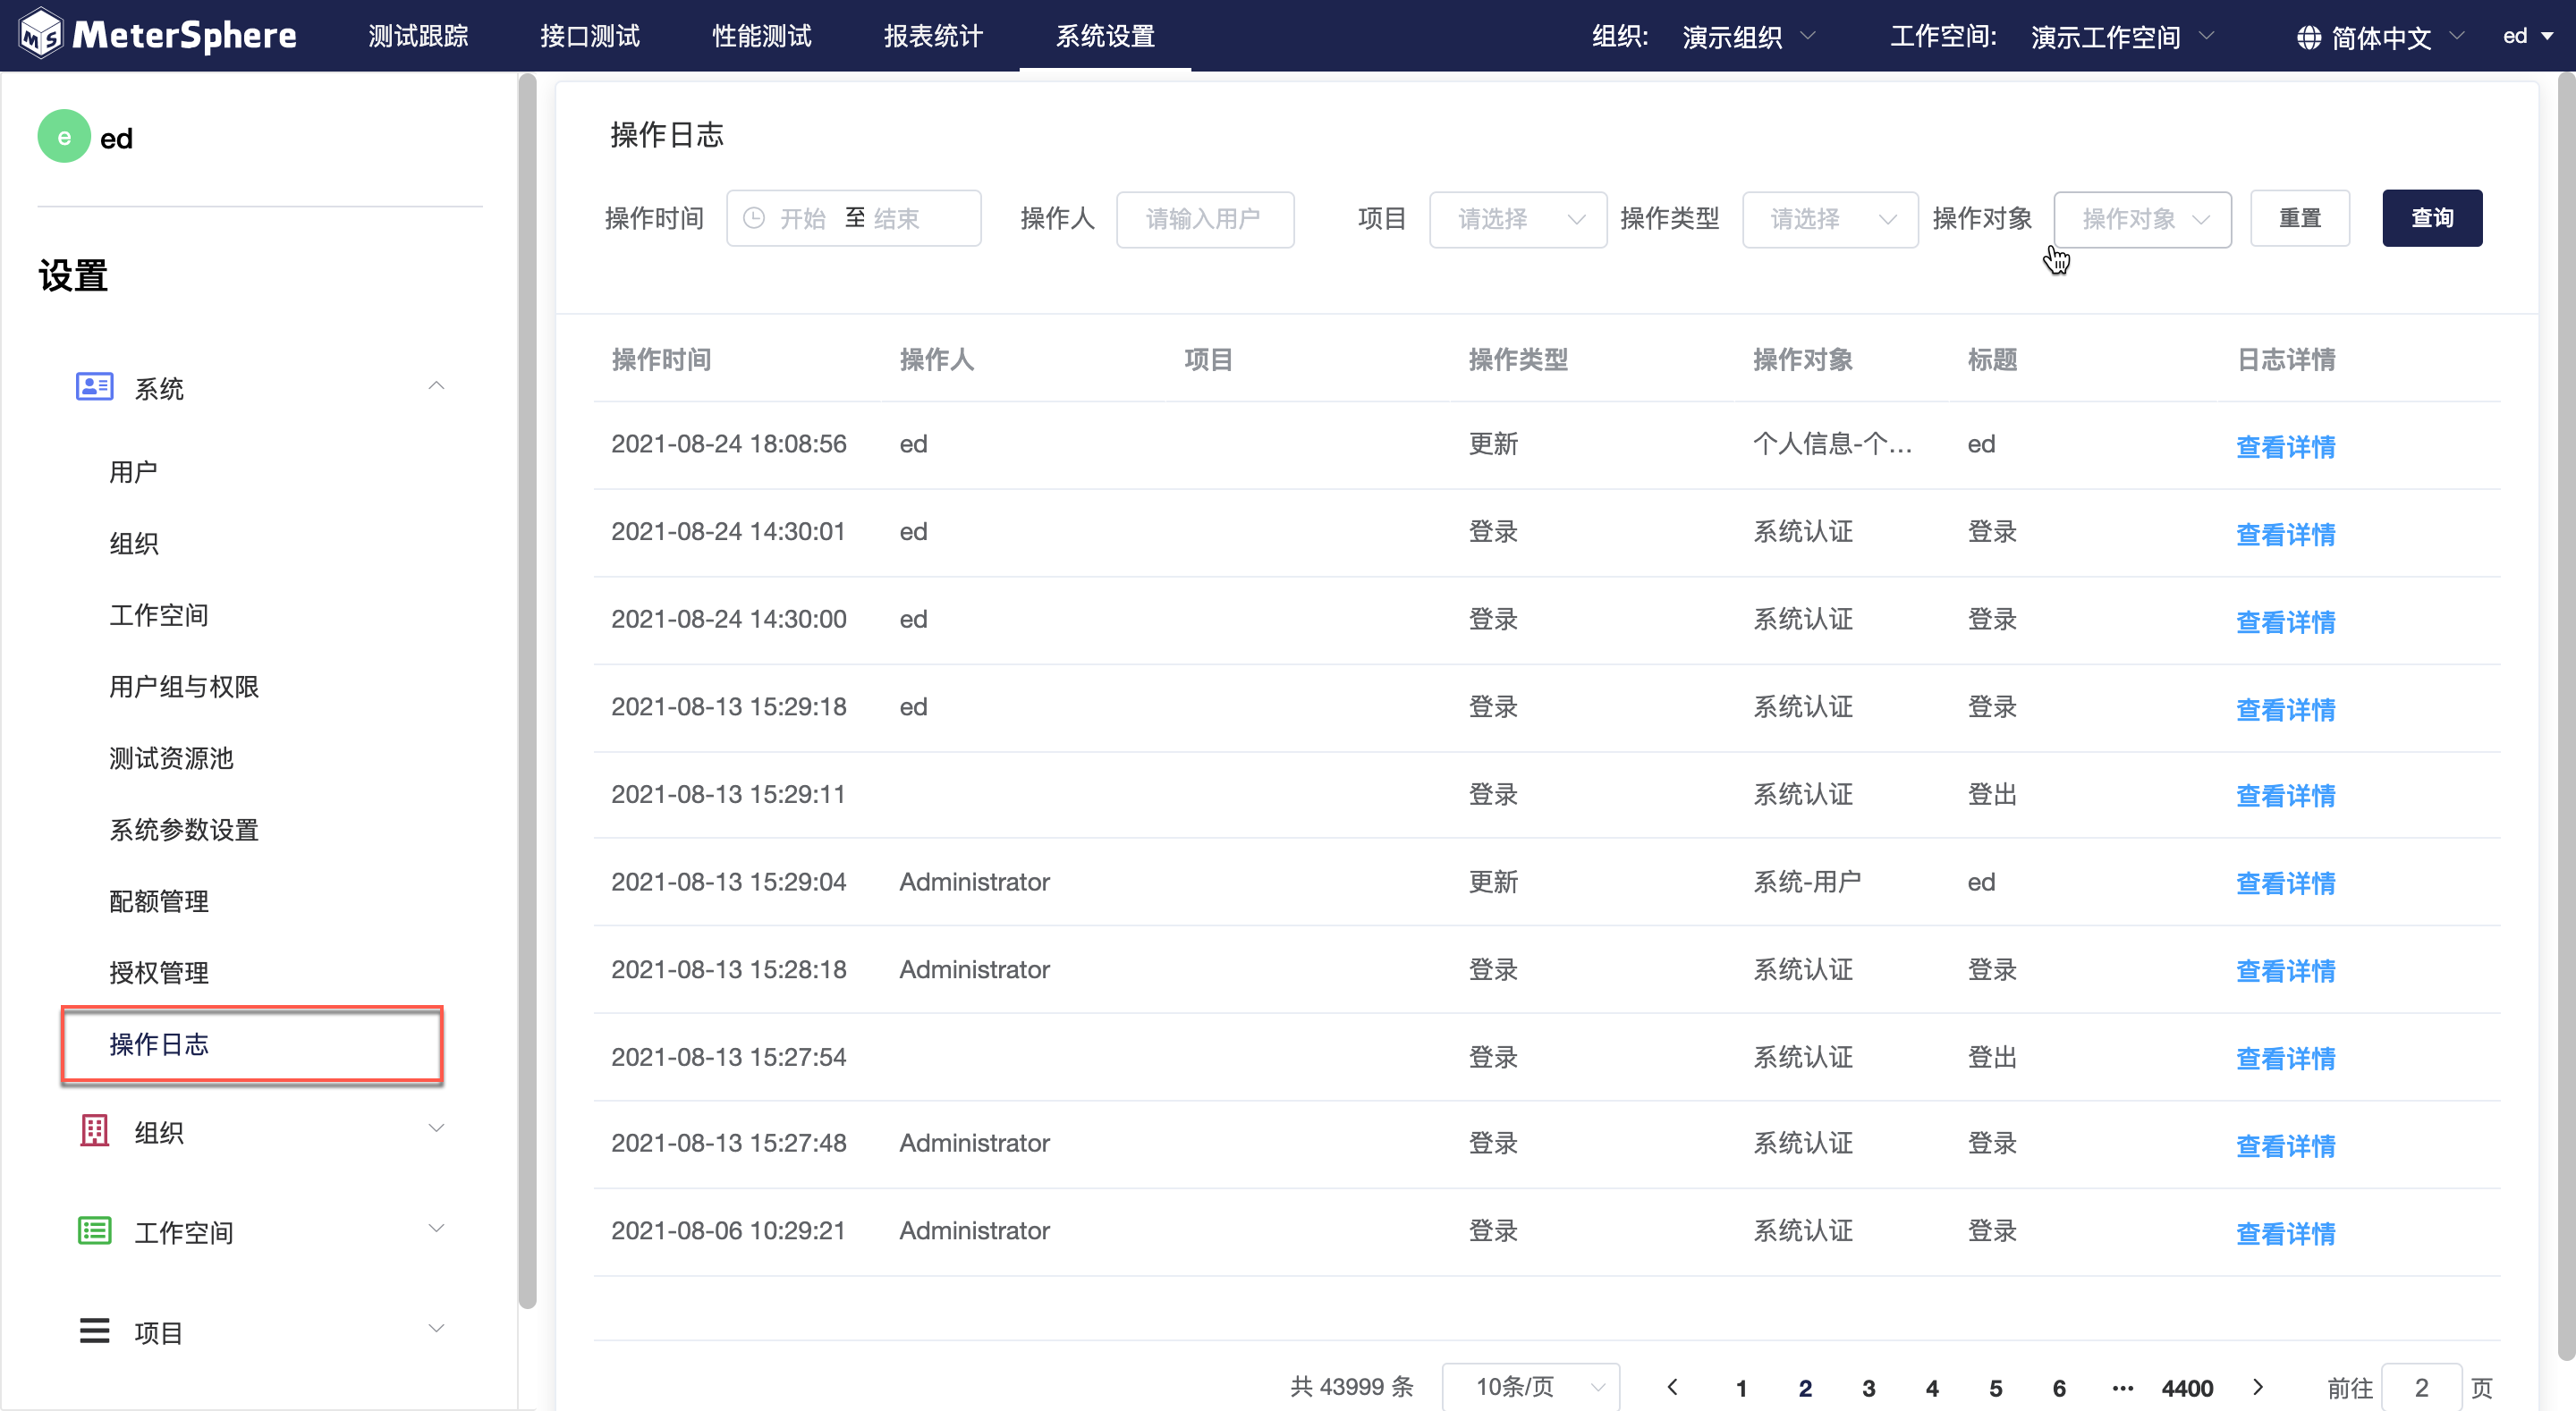 MS MeterSphere 测试跟踪 接口测试 性能测试 报表统计 系统设置 组织: 演示组织 工作空间: 演示工作空间 简体中文 ed
e ed
设置
系统
用户
组织
工作空间
用户组与权限
测试资源池
系统参数设置
配额管理
授权管理
操作日志
组织
工作空间
项目
操作日志
操作时间 开始 至 结束 操作人 请输入用户 项目 请选择 操作类型 请选择 操作对象 操作对象 重置 查询
操作时间 操作人 项目 操作类型 操作对象 标题 日志详情
2021-08-24 18:08:56 ed 更新 个人信息-个... ed 查看详情
2021-08-24 14:30:01 ed 登录 系统认证 登录 查看详情
2021-08-24 14:30:00 ed 登录 系统认证 登录 查看详情
2021-08-13 15:29:18 ed 登录 系统认证 登录 查看详情
2021-08-13 15:29:11 登录 系统认证 登出 查看详情
2021-08-13 15:29:04 Administrator 更新 系统-用户 ed 查看详情
2021-08-13 15:28:18 Administrator 登录 系统认证 登录 查看详情
2021-08-13 15:27:54 登录 系统认证 登出 查看详情
2021-08-13 15:27:48 Administrator 登录 系统认证 登录 查看详情
2021-08-06 10:29:21 Administrator 登录 系统认证 登录 查看详情
共 43999 条 10条/页 1 2 3 4 5 6 ··· 4400 前往 2 页